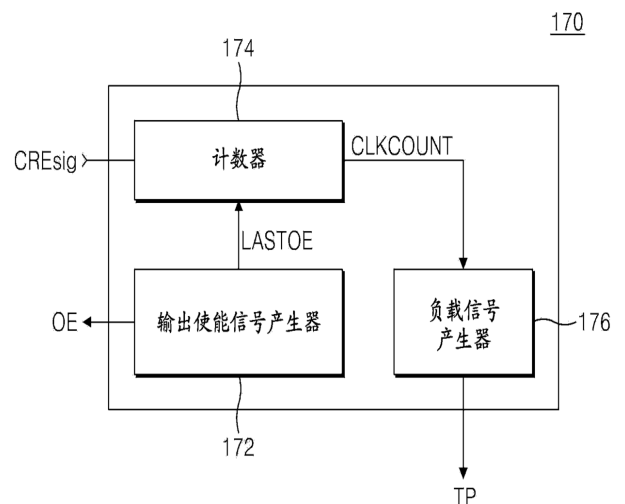 170
174
CREsig
计数器
CLKCOUNT
LASTOE
OE
输出使能信号产生器
负载信号
产生器
176
172
TP